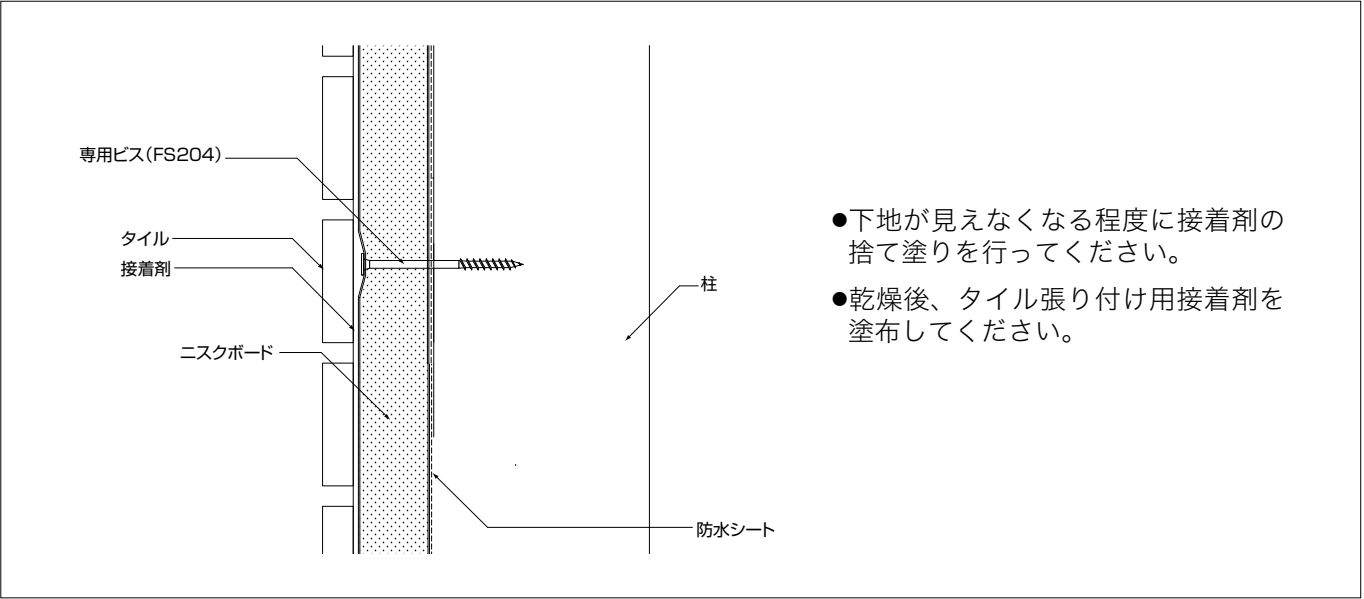 専用ビス(FS204)
タイル
接着剤
ニスクボード
柱
防水シート
●下地が見えなくなる程度に接着剤の
捨て塗りを行ってください。
●乾燥後、タイル張り付け用接着剤を
塗布してください。